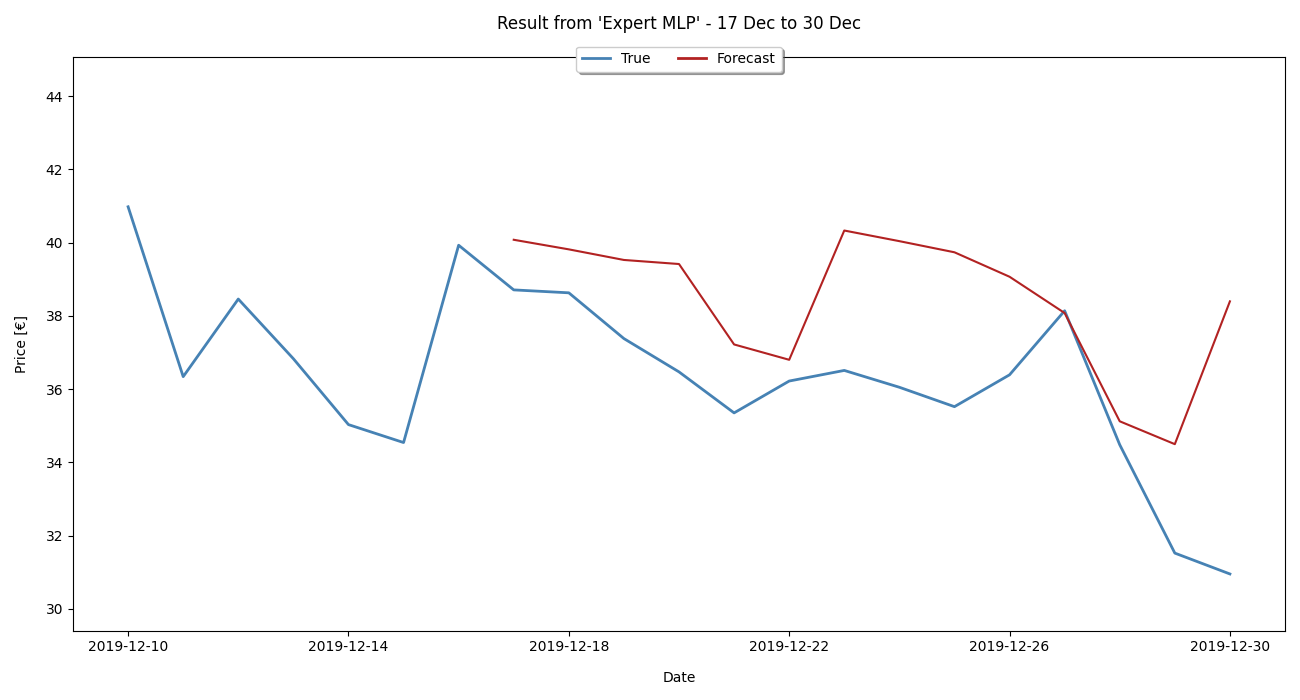 Result from 'Expert MLP' - 17 Dec to 30 Dec
True Forecast
44
42
40
38
36
34
32
30
Price [€]
2019-12-10 2019-12-14 2019-12-18 2019-12-22 2019-12-26 2019-12-30
Date